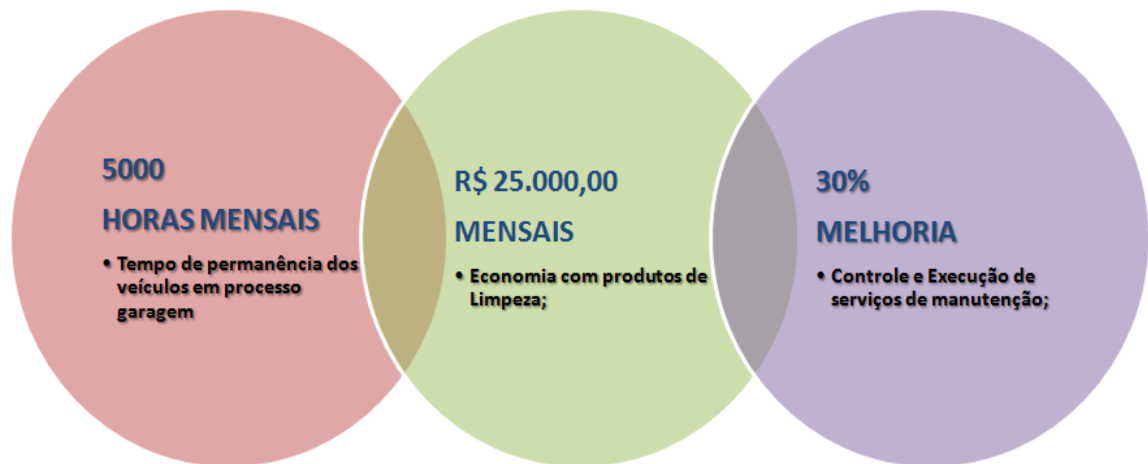 5000
HORAS MENSAIS
• Tempo de permanência dos
veículos em processo
garagem
R$ 25.000,00
MENSAIS
• Economia com produtos de
Limpeza;
30%
MELHORIA
• Controle e Execução de
serviços de manutenção;